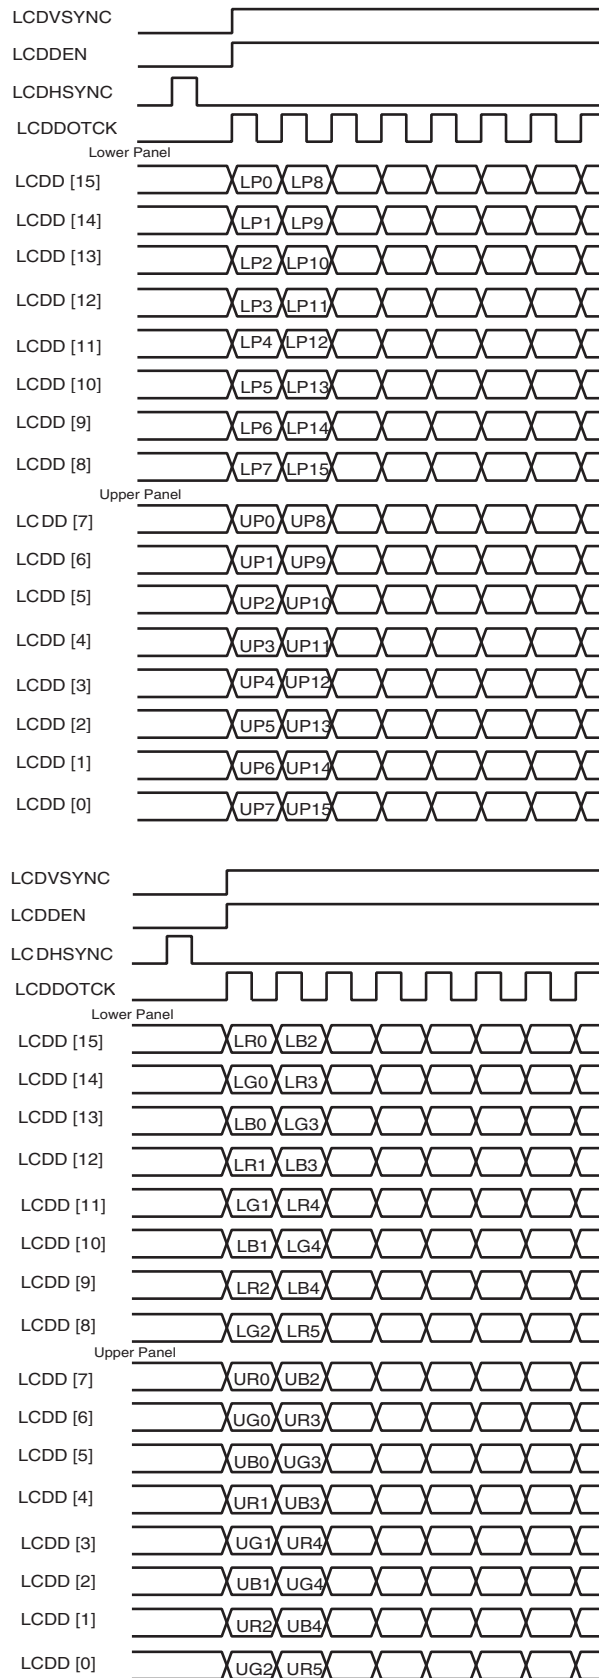 LCDVSYNC
LCDDEN
LCDHSYNC
LCDDOTCK
Lower Panel
LCDD [15] LP0 LP8
LCDD [14] LP1 LP9
LCDD [13] LP2 LP10
LCDD [12] LP3 LP11
LCDD [11] LP4 LP12
LCDD [10] LP5 LP13
LCDD [9] LP6 LP14
LCDD [8] LP7 LP15
Upper Panel
LCDD [7] UP0 UP8
LCDD [6] UP1 UP9
LCDD [5] UP2 UP10
LCDD [4] UP3 UP11
LCDD [3] UP4 UP12
LCDD [2] UP5 UP13
LCDD [1] UP6 UP14
LCDD [0] UP7 UP15
LCDVSYNC
LCDDEN
LCDHSYNC
LCDDOTCK
Lower Panel
LCDD [15] LR0 LB2
LCDD [14] LG0 LR3
LCDD [13] LB0 LG3
LCDD [12] LR1 LB3
LCDD [11] LG1 LR4
LCDD [10] LB1 LG4
LCDD [9] LR2 LB4
LCDD [8] LG2 LR5
Upper Panel
LCDD [7] UR0 UB2
LCDD [6] UG0 UR3
LCDD [5] UB0 UG3
LCDD [4] UR1 UB3
LCDD [3] UG1 UR4
LCDD [2] UB1 UG4
LCDD [1] UR2 UB4
LCDD [0] UG2 UR5